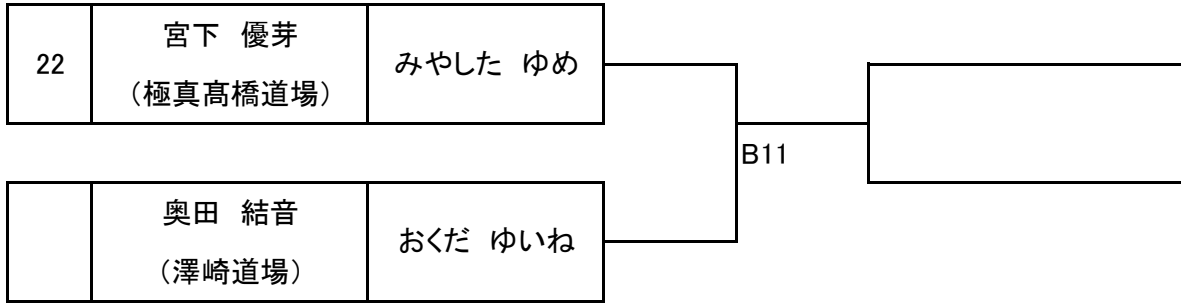 22
宮下　優芽
（極真髙橋道場）
みやした　ゆめ
B11
奥田　結音
（澤崎道場）
おくだ　ゆいね